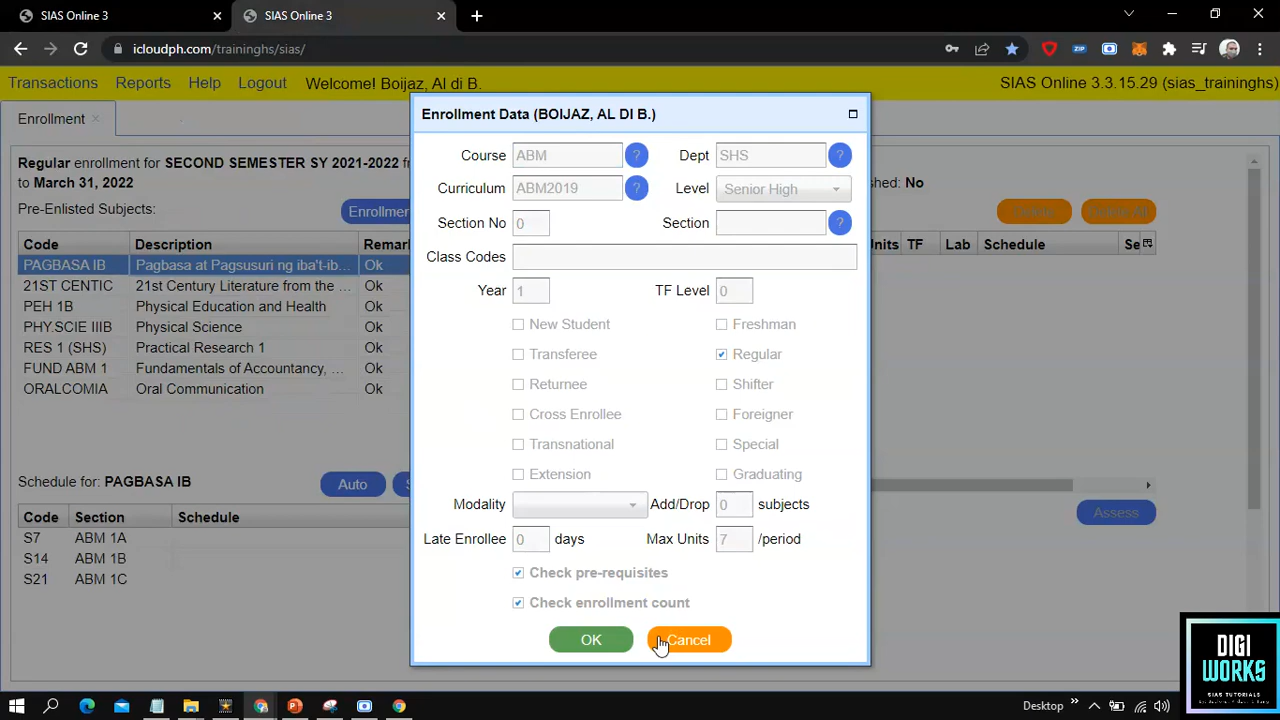 SIAS Online 3
SIAS Online 3
icloudph.com/traininghs/sias/
Transactions Reports Help Logout Welcome! Boijaz, Al di B. SIAS Online 3.3.15.29 (sias_traininghs)
Enrollment
Regular enrollment for SECOND SEMESTER SY 2021-2022
to March 31, 2022
Pre-Enlisted Subjects:
Code Description Remark
PAGBASA IB Pagbasa at Pagsusuri ng iba't-ib... Ok
21ST CENTIC 21st Century Literature from the ... Ok
PEH 1B Physical Education and Health Ok
PHY.SCIE IIIB Physical Science Ok
RES 1 (SHS) Practical Research 1 Ok
FUND ABM 1 Fundamentals of Accountancy, ... Ok
ORALCOMIA Oral Communication Ok
Schedule for: PAGBASA IB Auto
Code Section Schedule
S7 ABM 1A
S14 ABM 1B
S21 ABM 1C
Enrollment Data (BOIJAZ, AL DI B.)
Course ABM ? Dept SHS ?
Curriculum ABM2019 ? Level Senior High
Section No 0 Section ?
Class Codes
Year 1 TF Level 0
New Student Freshman
Transferee Regular
Returnee Shifter
Cross Enrollee Foreigner
Transnational Special
Extension Graduating
Modality Add/Drop 0 subjects
Late Enrollee 0 days Max Units 7 /period
Check pre-requisites
Check enrollment count
OK Cancel
No
Delete Delete All
Units TF Lab Schedule Se
Assess
DIGI
WORKS
SIAS TUTORIALS
Desktop